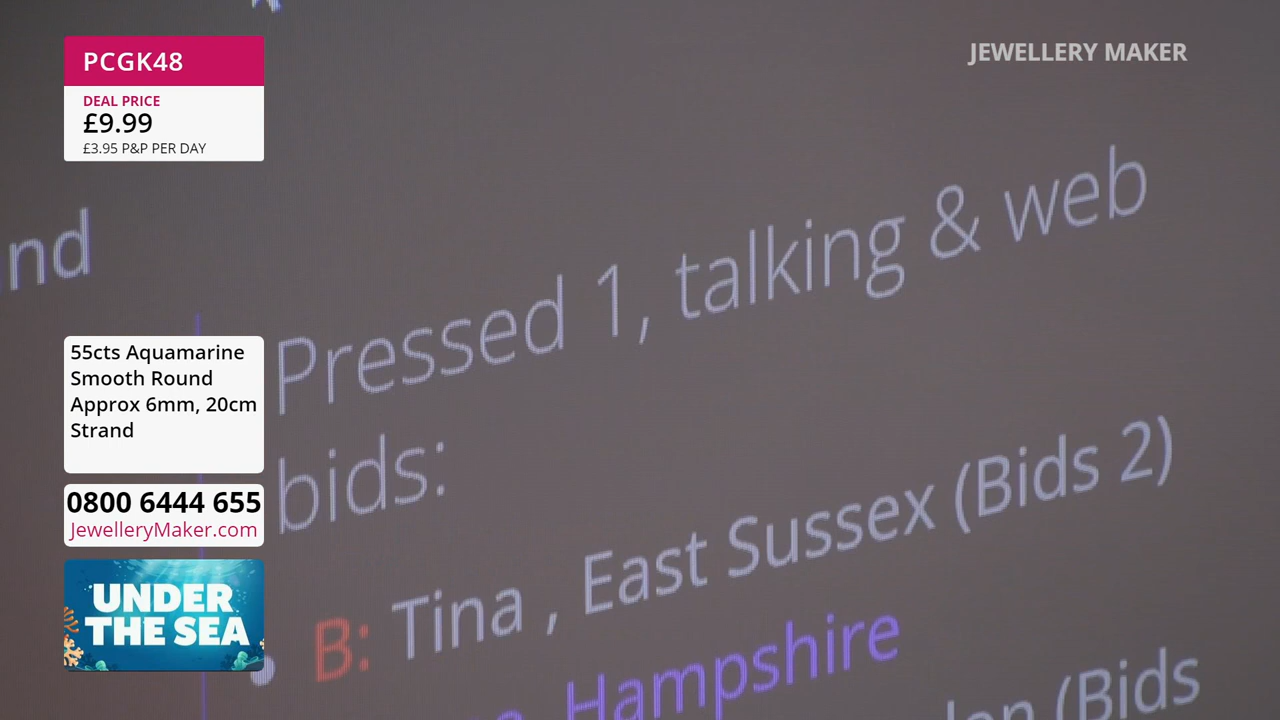 PCGK48
DEAL PRICE
£9.99
£3.95 P&P PER DAY
JEWELLERY MAKER
nd
Pressed 1, talking & web
bids:
B: Tina , East Sussex (Bids 2)
Hampshire
(Bids
55cts Aquamarine
Smooth Round
Approx 6mm, 20cm
Strand
0800 6444 655
JewelleryMaker.com
UNDER
THE SEA